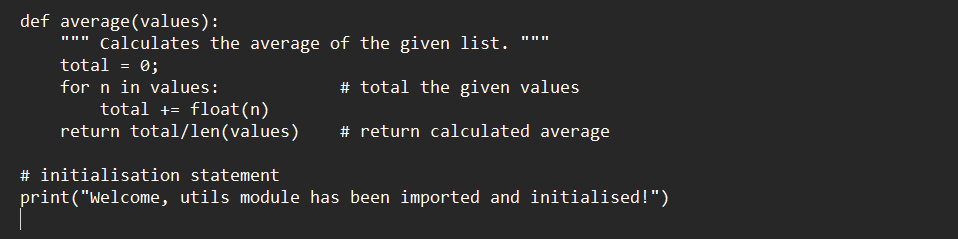 def average(values):
    """ Calculates the average of the given list. """
    total = 0;
    for n in values:            # total the given values
        total += float(n)
    return total/len(values)    # return calculated average

# initialisation statement
print("Welcome, utils module has been imported and initialised!")